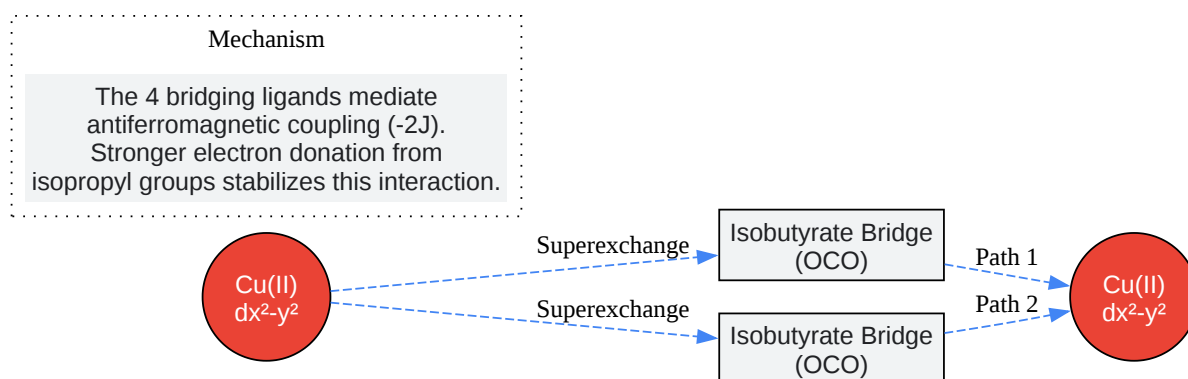 Mechanism
The 4 bridging ligands mediate
antiferromagnetic coupling (-2J).
Stronger electron donation from
isopropyl groups stabilizes this interaction.
Cu(II)
dx²-y²
Superexchange
Superexchange
Isobutyrate Bridge
(OCO)
Isobutyrate Bridge
(OCO)
Path 1
Path 2
Cu(II)
dx²-y²